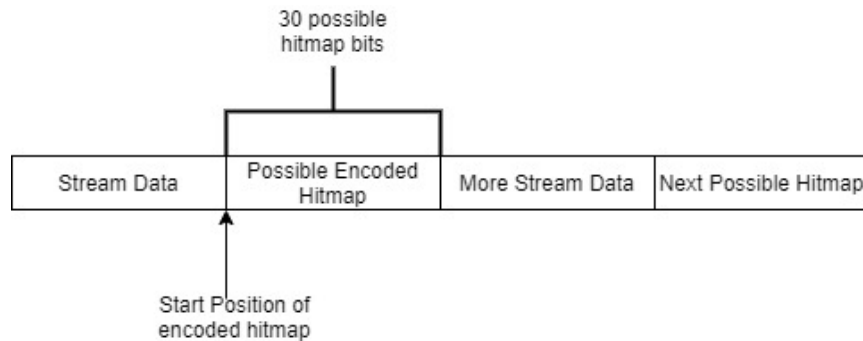 30 possible
hitmap bits
Stream Data
Possible Encoded
Hitmap
More Stream Data
Next Possible Hitmap
Start Position of
encoded hitmap